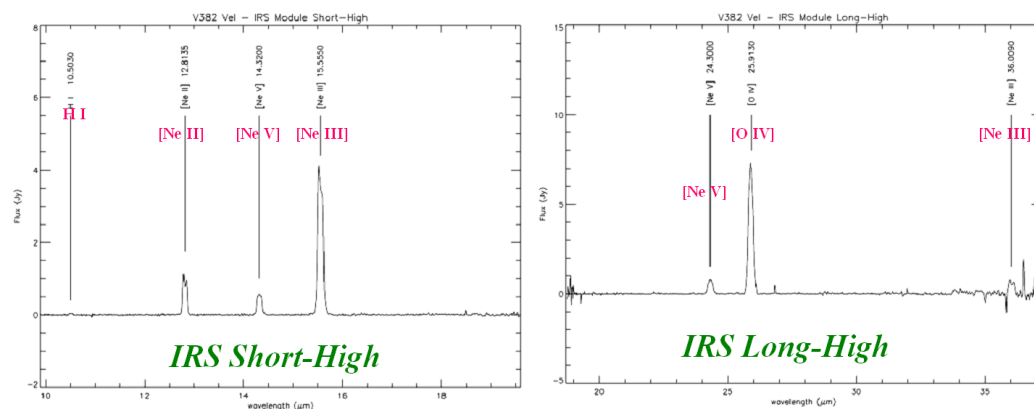 V382 Vel – IRS Module Short-High
8
6
4
2
0
−2
10
12
14
16
18
Flux (Jy)
wavelength (μm)
H I 10.5030
[Ne II] 12.8135
[Ne V] 14.3200
[Ne III] 15.5550
H I
[Ne II]
[Ne V]
[Ne III]
IRS Short-High
V382 Vel – IRS Module Long-High
15
10
5
0
−5
20
25
30
35
Flux (Jy)
wavelength (μm)
[Ne V] 24.3000
[O IV] 25.9130
[Ne III] 36.0090
[Ne V]
[O IV]
[Ne III]
IRS Long-High